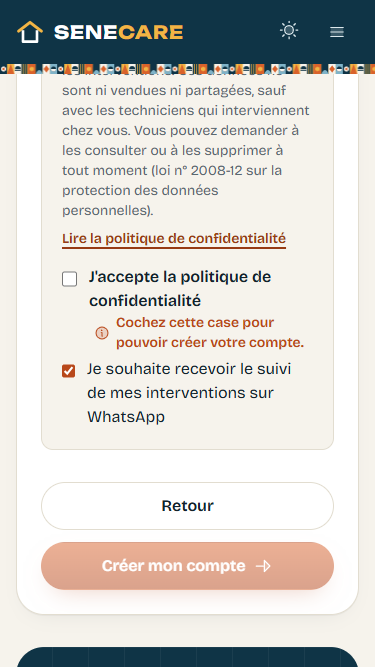 SENECARE
sont ni vendues ni partagées, sauf
avec les techniciens qui interviennent
chez vous. Vous pouvez demander à
les consulter ou à les supprimer à
tout moment (loi n° 2008-12 sur la
protection des données
personnelles).
Lire la politique de confidentialité
J'accepte la politique de
confidentialité
Cochez cette case pour
pouvoir créer votre compte.
Je souhaite recevoir le suivi
de mes interventions sur
WhatsApp
Retour
Créer mon compte